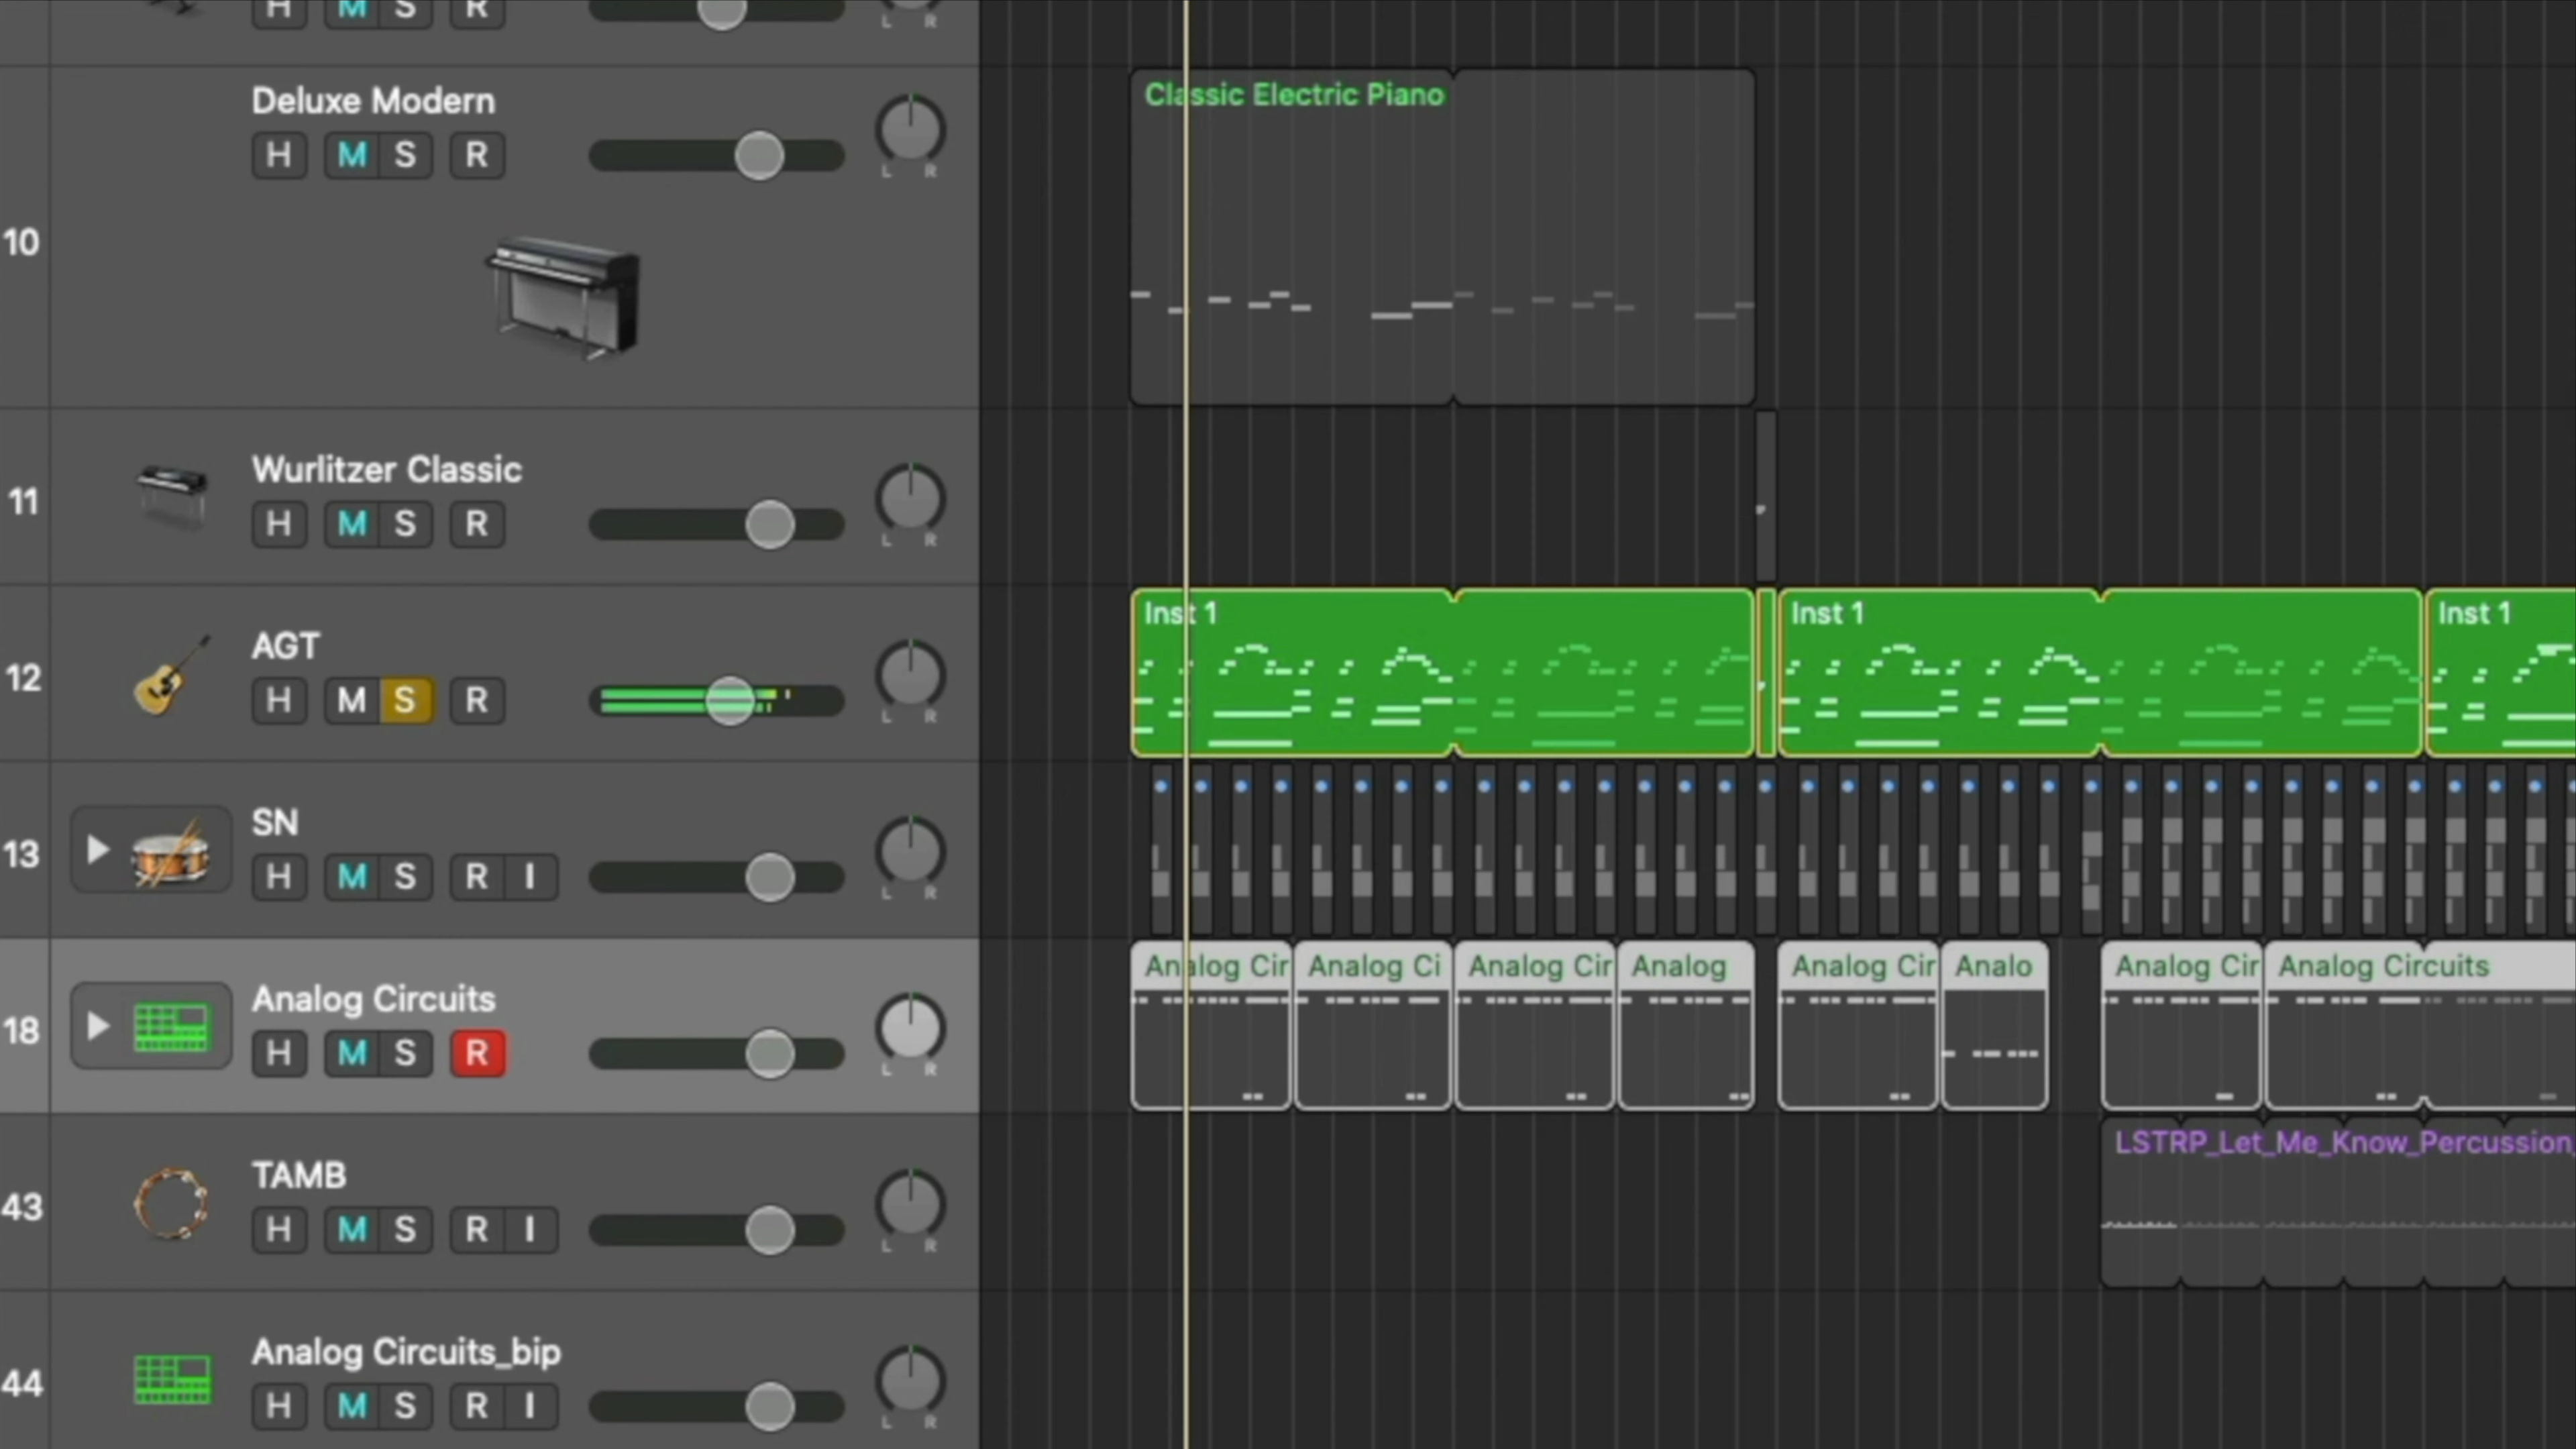 H M S R
L R
Deluxe Modern
H M S R
L R
10
Classic Electric Piano
Wurlitzer Classic
11
H M S R
L R
AGT
12
H M S R
L R
Inst 1
Inst 1
Inst 1
SN
13
H M S R I
L R
Analog Circuits
18
H M S R
L R
Analog Cir
Analog Ci
Analog Cir
Analog
Analog Cir
Analo
Analog Cir
Analog Circuits
TAMB
43
H M S R I
L R
LSTRP_Let_Me_Know_Percussion_
Analog Circuits_bip
44
H M S R I
L R